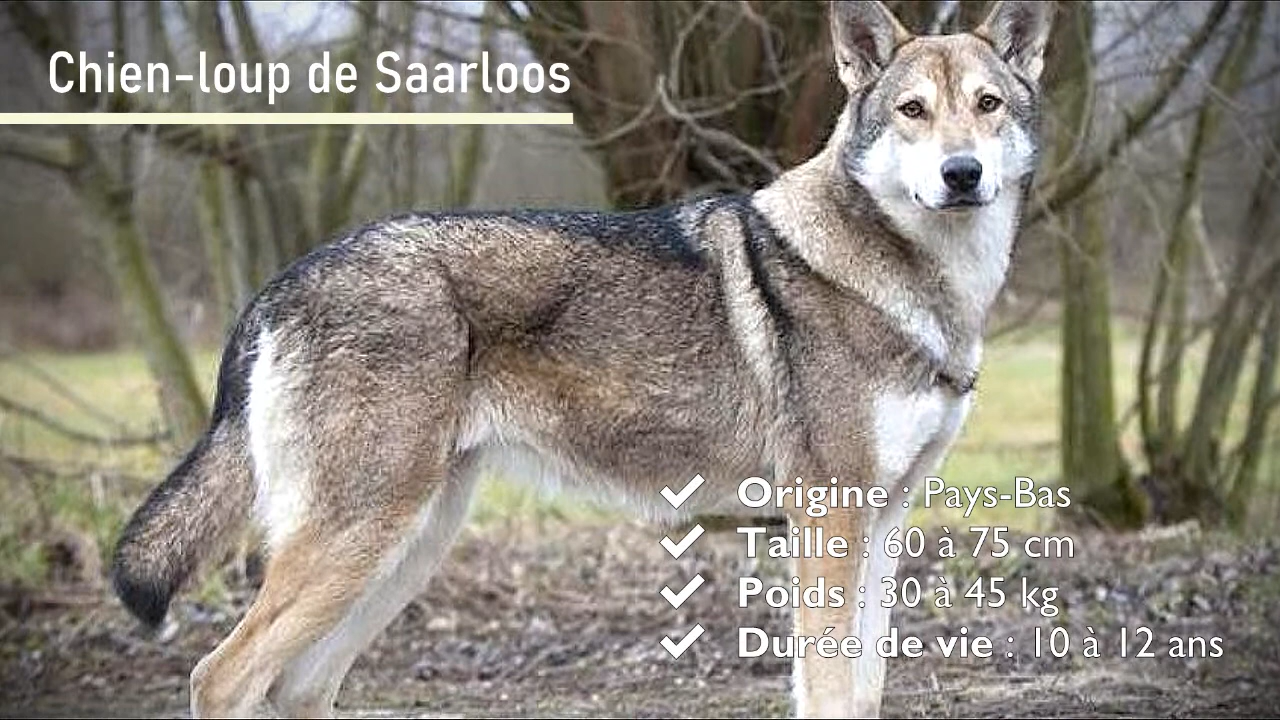 Chien-loup de Saarloos
Origine : Pays-Bas
Taille : 60 à 75 cm
Poids : 30 à 45 kg
Durée de vie : 10 à 12 ans